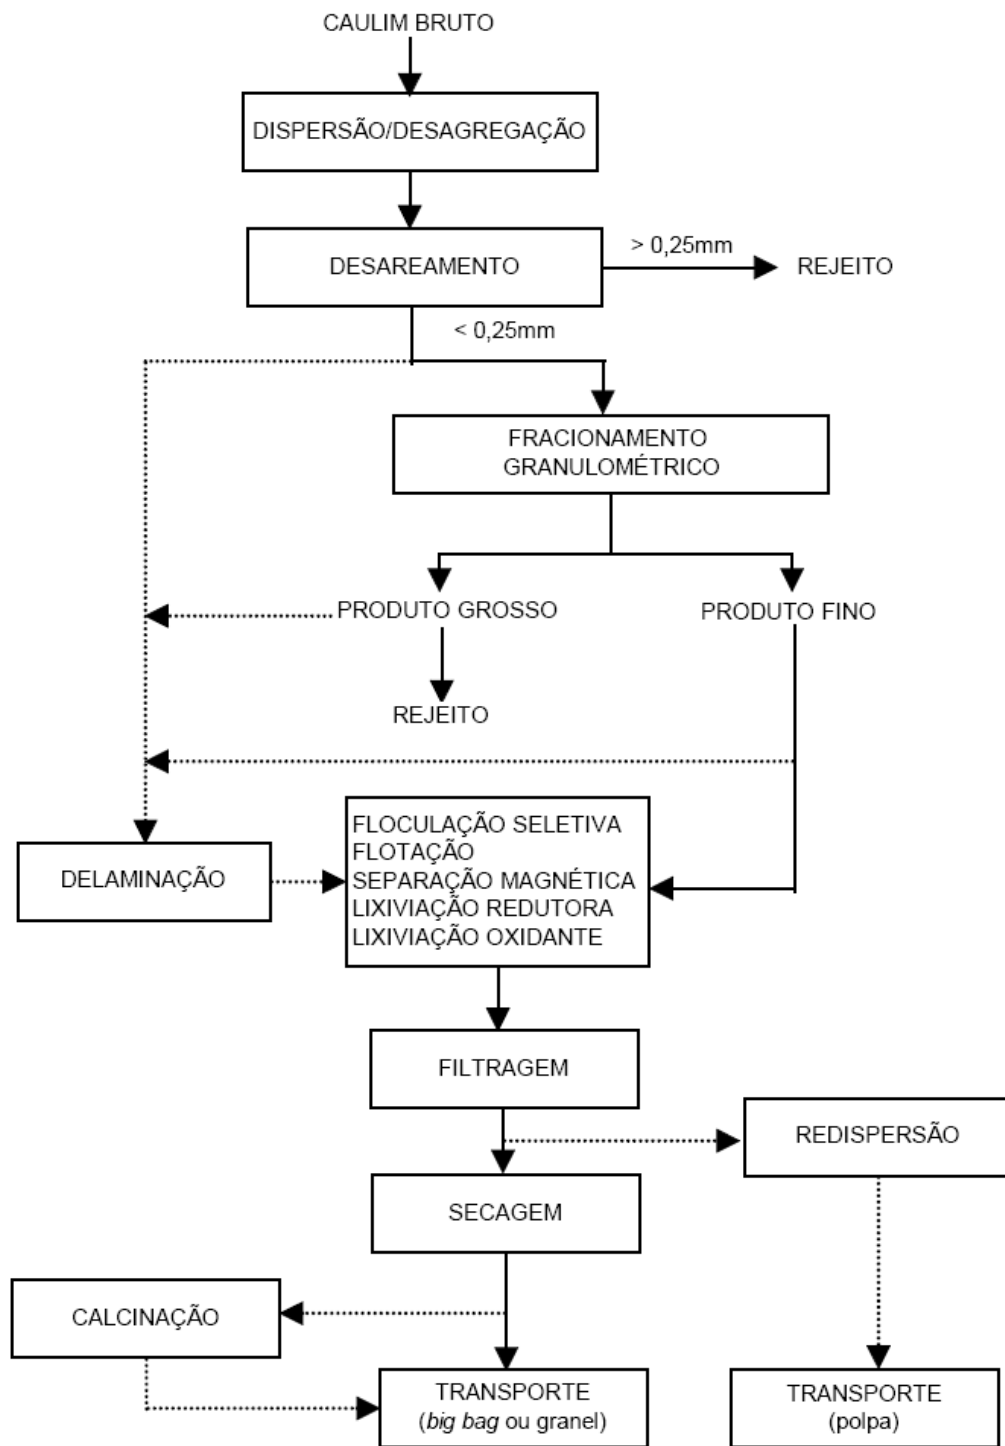 CAULIM BRUTO
DISPERSÃO/DESAGREGAÇÃO
DESAREAMENTO
> 0,25mm
REJEITO
< 0,25mm
FRACIONAMENTO
GRANULOMÉTRICO
PRODUTO GROSSO
PRODUTO FINO
REJEITO
DELAMINAÇÃO
FLOCULAÇÃO SELETIVA
FLOTAÇÃO
SEPARAÇÃO MAGNÉTICA
LIXIVIAÇÃO REDUTORA
LIXIVIAÇÃO OXIDANTE
FILTRAGEM
REDISPERSÃO
SECAGEM
CALCINAÇÃO
TRANSPORTE
(big bag ou granel)
TRANSPORTE
(polpa)